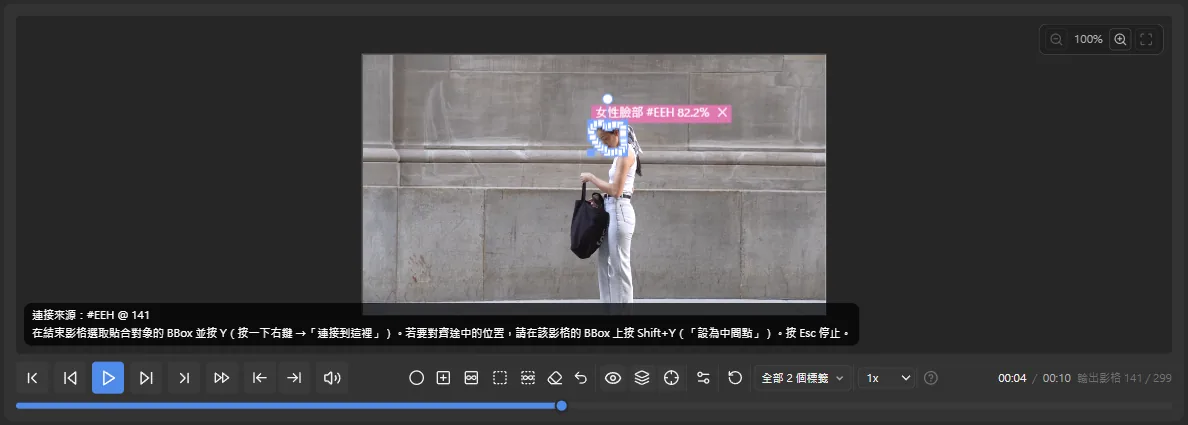 100%
女性臉部 #EEH 82.2%
連接來源：#EEH @ 141
在結束影格選取貼合對象的 BBox 並按 Y（按一下右鍵 →「連接到這裡」）。若要對齊途中的位置，請在該影格的 BBox 上按 Shift+Y（「設為中間點」）。按 Esc 停止。
全部 2 個標籤
1x
00:04 / 00:10 輸出影格 141 / 299